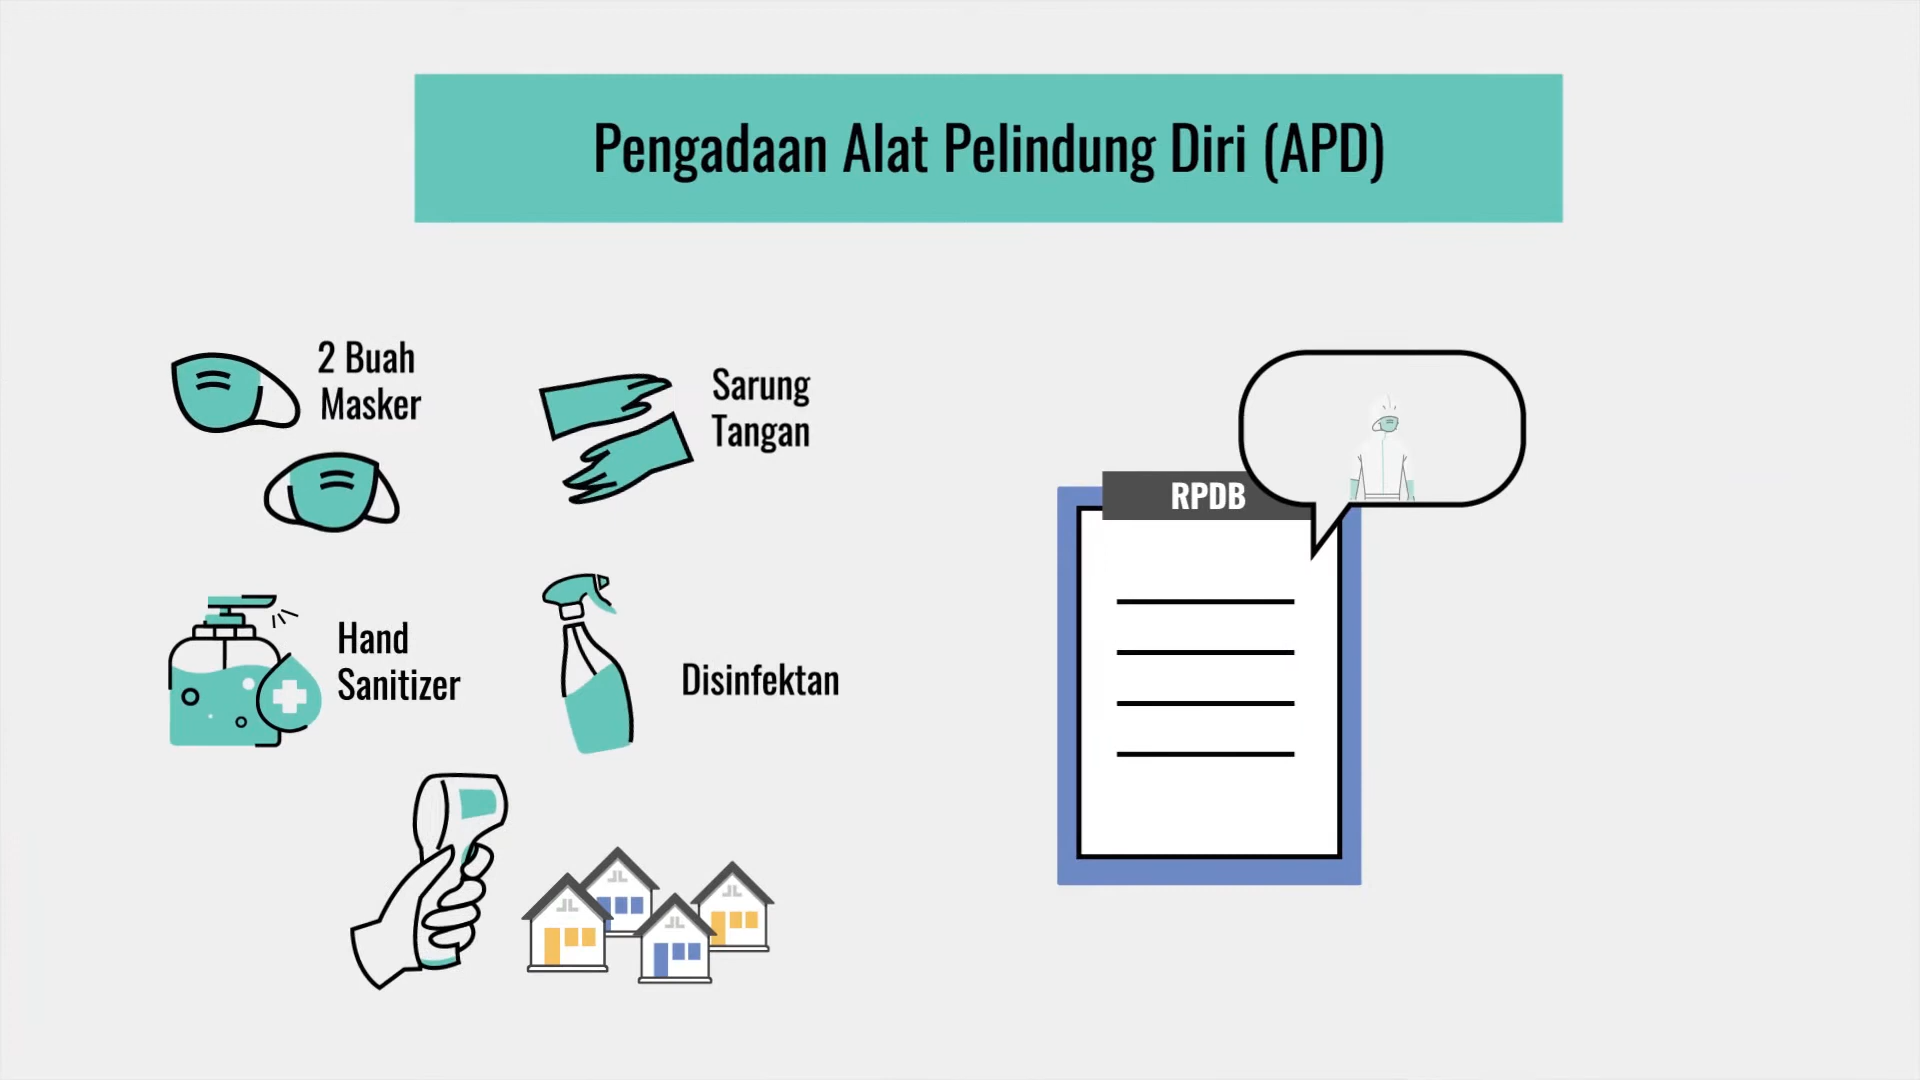 Pengadaan Alat Pelindung Diri (APD)
2 Buah
Masker
Sarung
Tangan
Hand
Sanitizer
Disinfektan
RPDB